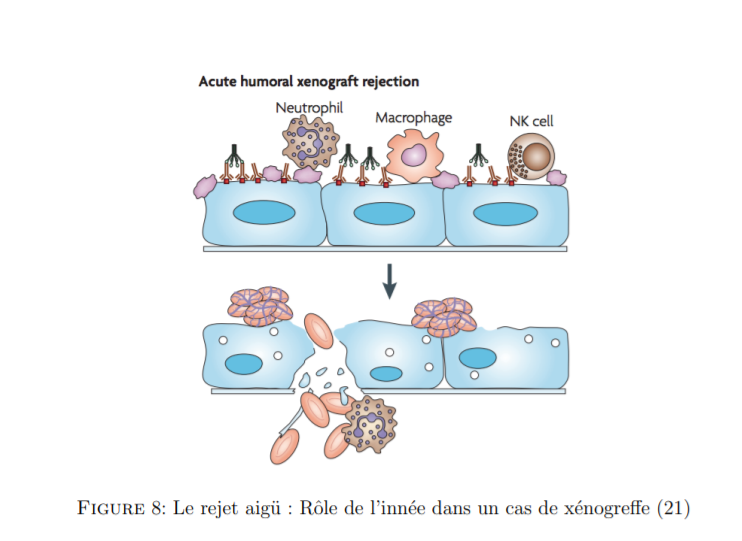 Acute humoral xenograft rejection
Neutrophil
Macrophage
NK cell
FIGURE 8: Le rejet aigü : Rôle de l'innée dans un cas de xénogreffe (21)